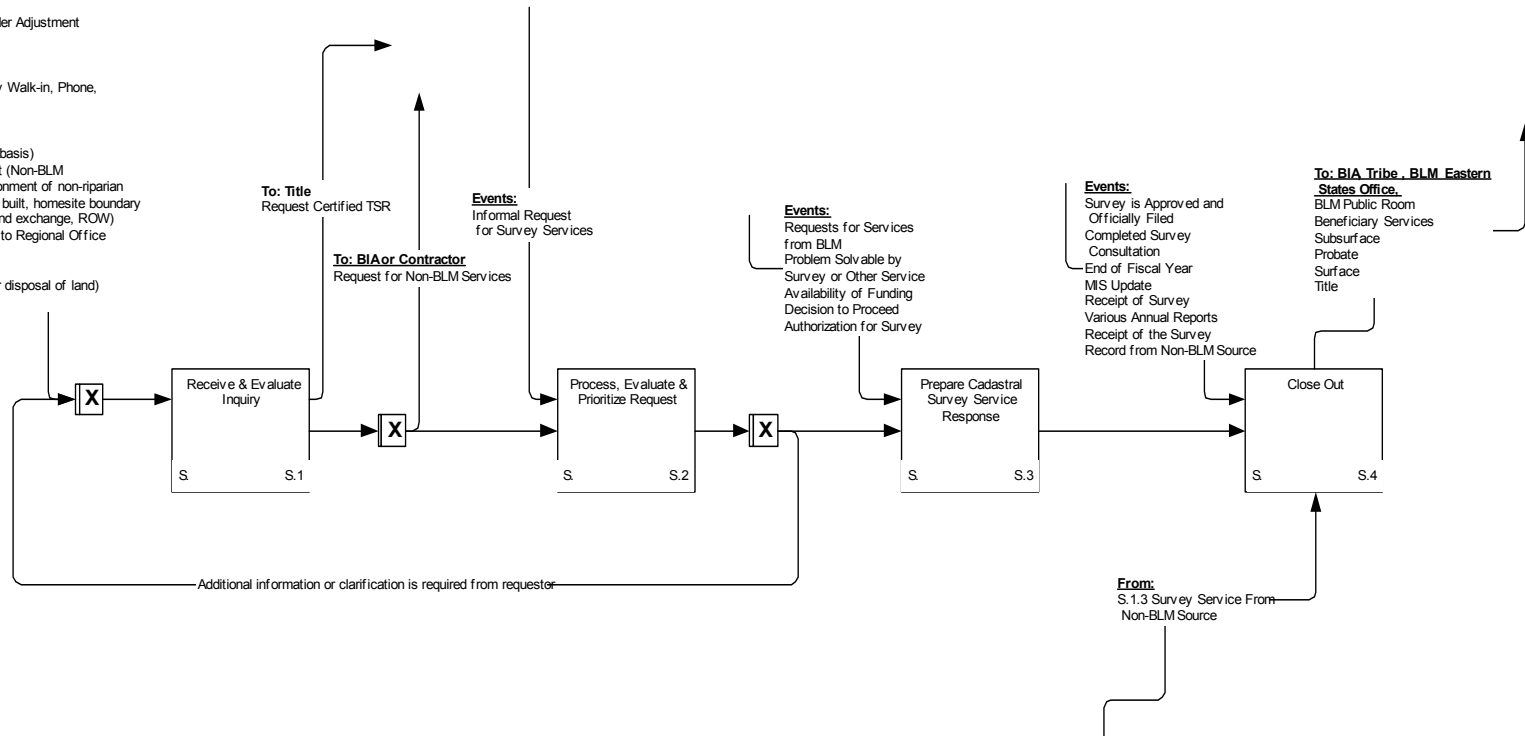 er Adjustment
Walk-in, Phone,
basis)
(Non-BLM
onment of non-riparian
built, homesite boundary
nd exchange, ROW)
to Regional Office
disposal of land)
To: Title
Request Certified TSR
To: BIAor Contractor
Request for Non-BLM Services
Events:
Informal Request
for Survey Services
Events:
Requests for Services
from BLM
Problem Solvable by
Survey or Other Service
Availability of Funding
Decision to Proceed
Authorization for Survey
Events:
Survey is Approved and
Officially Filed
Completed Survey
Consultation
End of Fiscal Year
MIS Update
Receipt of Survey
Various Annual Reports
Receipt of the Survey
Record from Non-BLM Source
To: BIA Tribe , BLM Eastern
States Office,
BLM Public Room
Beneficiary Services
Subsurface
Probate
Surface
Title
X
Receive & Evaluate
Inquiry
S. S.1
X
Process, Evaluate &
Prioritize Request
S. S.2
X
Prepare Cadastral
Survey Service
Response
S. S.3
Close Out
S. S.4
Additional information or clarification is required from requestor
From:
S.1.3 Survey Service From
Non-BLM Source